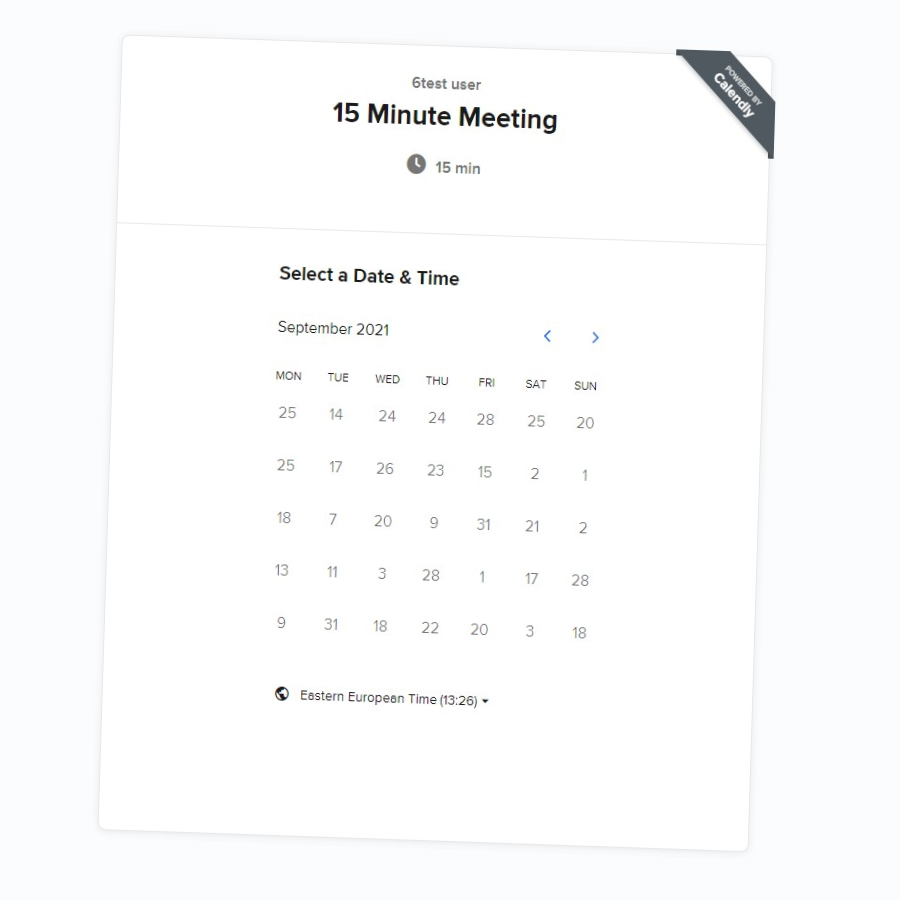 POWERED BY
Calendly
6test user
15 Minute Meeting
15 min
Select a Date & Time
September 2021
MON TUE WED THU FRI SAT SUN
25 14 24 24 28 25 20
25 17 26 23 15 2 1
18 7 20 9 31 21 2
13 11 3 28 1 17 28
9 31 18 22 20 3 18
Eastern European Time (13:26)